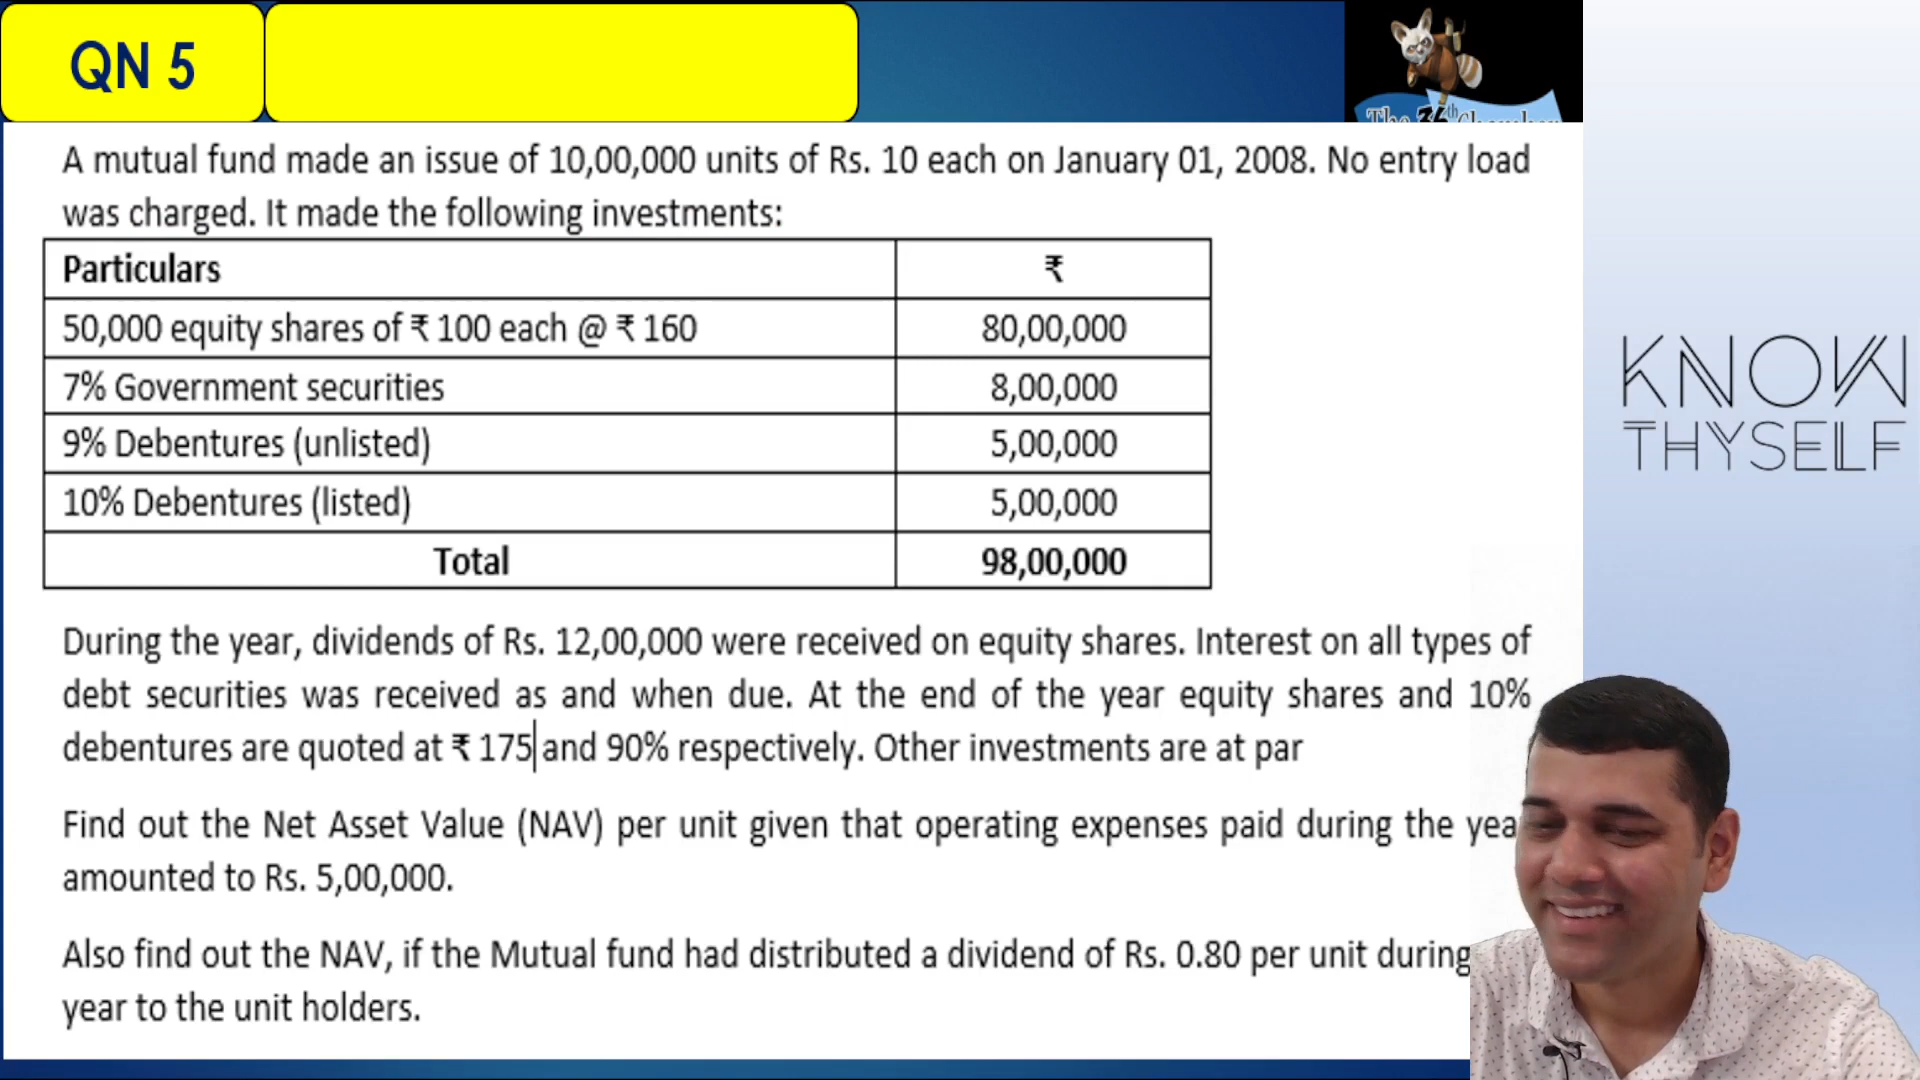 QN 5
The 36th Chamber
A mutual fund made an issue of 10,00,000 units of Rs. 10 each on January 01, 2008. No entry load
was charged. It made the following investments:
Particulars ₹
50,000 equity shares of ₹ 100 each @ ₹ 160 80,00,000
7% Government securities 8,00,000
9% Debentures (unlisted) 5,00,000
10% Debentures (listed) 5,00,000
Total 98,00,000
During the year, dividends of Rs. 12,00,000 were received on equity shares. Interest on all types of
debt securities was received as and when due. At the end of the year equity shares and 10%
debentures are quoted at ₹ 175 and 90% respectively. Other investments are at par
Find out the Net Asset Value (NAV) per unit given that operating expenses paid during the yea
amounted to Rs. 5,00,000.
Also find out the NAV, if the Mutual fund had distributed a dividend of Rs. 0.80 per unit during
year to the unit holders.
KNOW
THYSELF